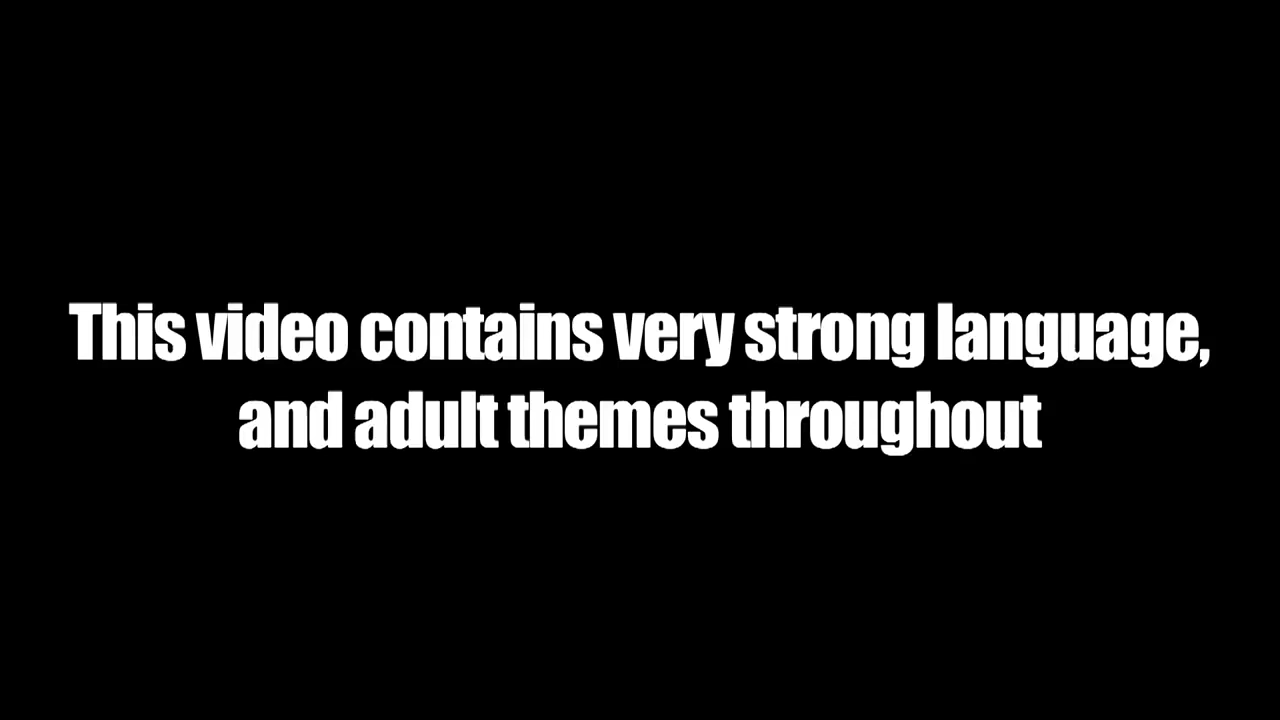 This video contains very strong language,
and adult themes throughout